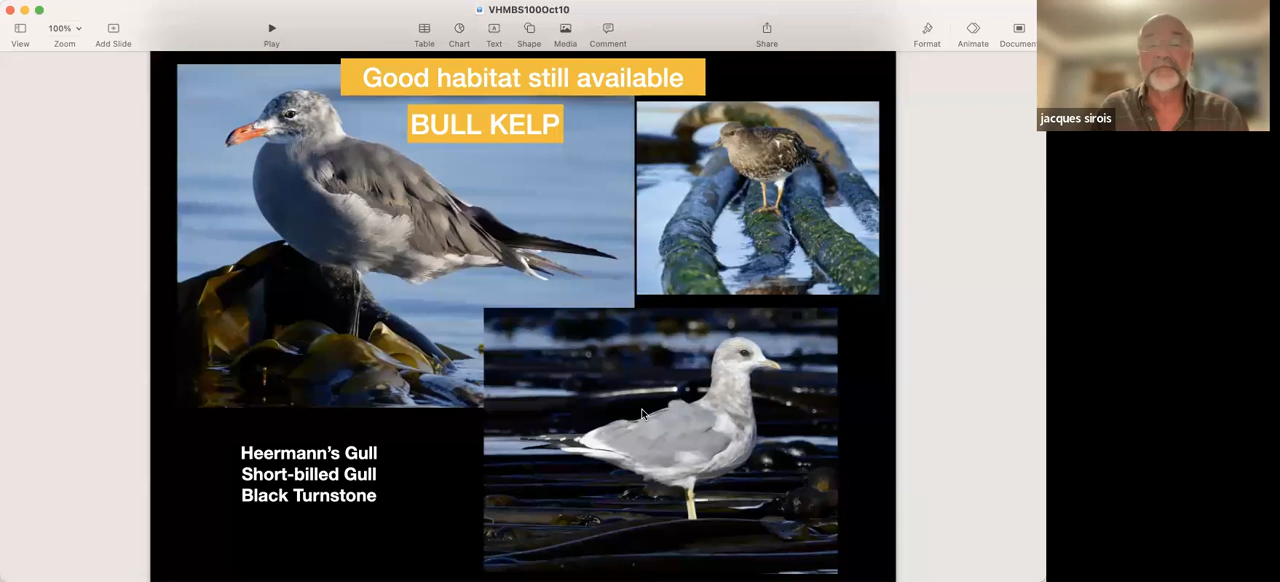 VHMBS100Oct10
100%
View
Zoom
Add Slide
Play
Table
Chart
Text
Shape
Media
Comment
Share
Format
Animate
Documen
jacques sirois
Good habitat still available
BULL KELP
Heermann's Gull
Short-billed Gull
Black Turnstone